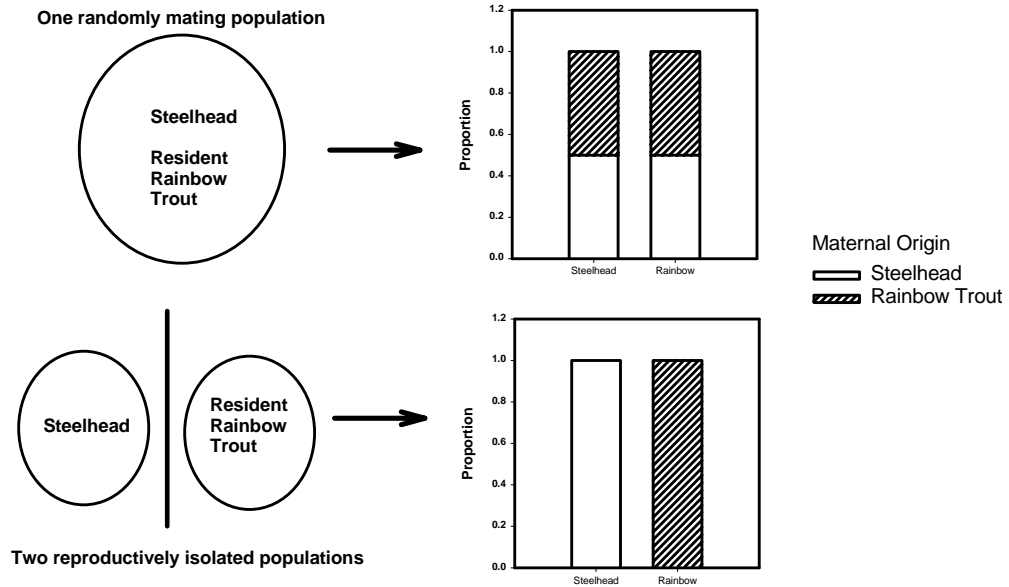 One randomly mating population
Steelhead
Resident
Rainbow
Trout
1.2
1.0
0.8
0.6
0.4
0.2
0.0
Proportion
Steelhead
Rainbow
Maternal Origin
Steelhead
Rainbow Trout
Steelhead
Resident
Rainbow
Trout
Two reproductively isolated populations
1.2
1.0
0.8
0.6
0.4
0.2
0.0
Proportion
Steelhead
Rainbow